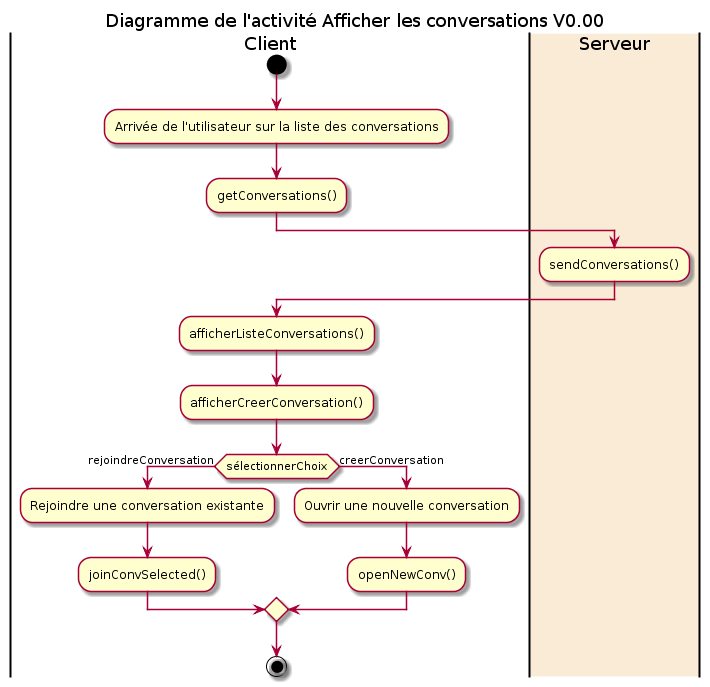 Diagramme de l'activité Afficher les conversations V0.00
Client
Serveur
Arrivée de l'utilisateur sur la liste des conversations
getConversations()
sendConversations()
afficherListeConversations()
afficherCreerConversation()
rejoindreConversation
sélectionnerChoix
creerConversation
Rejoindre une conversation existante
Ouvrir une nouvelle conversation
joinConvSelected()
openNewConv()